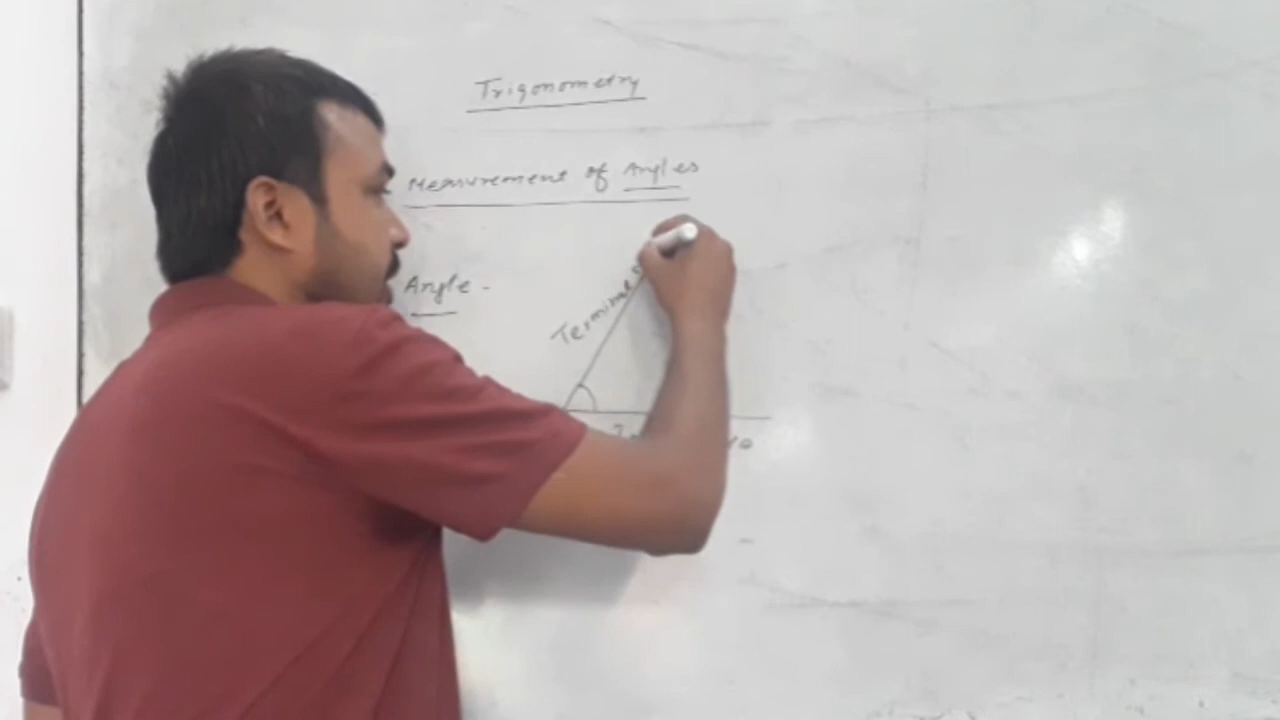 Trigonometry
Measurement of Angles
Angle -
Terminal s